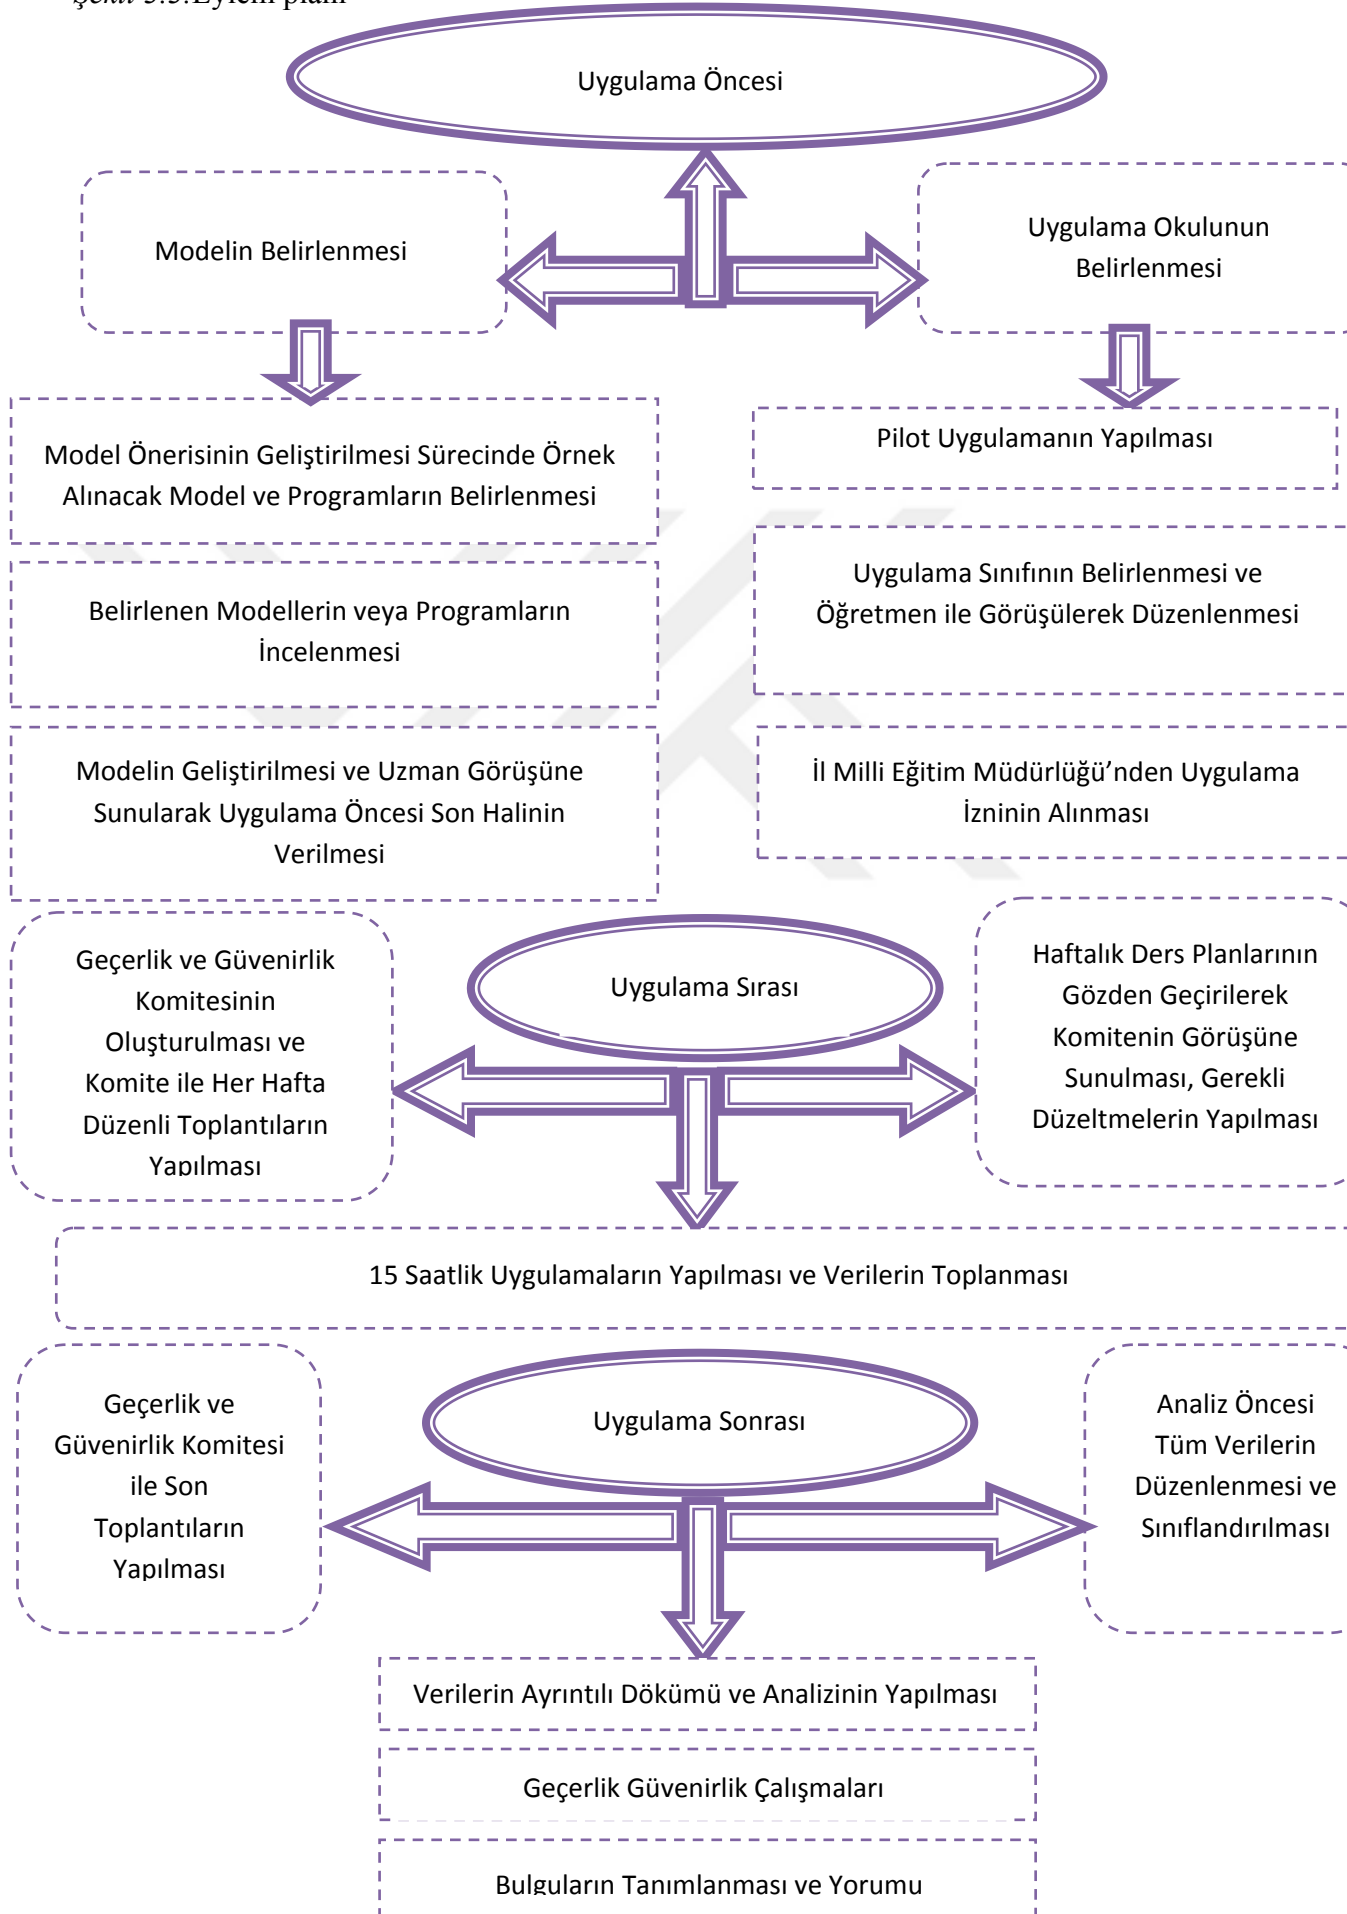 Eylem planı
Uygulama Öncesi
Modelin Belirlenmesi
Uygulama Okulunun
Belirlenmesi
Model Önerisinin Geliştirilmesi Sürecinde Örnek
Alınacak Model ve Programların Belirlenmesi
Pilot Uygulamanın Yapılması
Belirlenen Modellerin veya Programların
İncelenmesi
Uygulama Sınıfının Belirlenmesi ve
Öğretmen ile Görüşülerek Düzenlenmesi
Modelin Geliştirilmesi ve Uzman Görüşüne
Sunularak Uygulama Öncesi Son Halinin
Verilmesi
İl Milli Eğitim Müdürlüğü’nden Uygulama
İzninin Alınması
Geçerlik ve Güvenirlik
Komitesinin
Oluşturulması ve
Komite ile Her Hafta
Düzenli Toplantıların
Yapılması
Uygulama Sırası
Haftalık Ders Planlarının
Gözden Geçirilerek
Komitenin Görüşüne
Sunulması, Gerekli
Düzeltmelerin Yapılması
15 Saatlik Uygulamaların Yapılması ve Verilerin Toplanması
Geçerlik ve
Güvenirlik Komitesi
ile Son
Toplantıların
Yapılması
Uygulama Sonrası
Analiz Öncesi
Tüm Verilerin
Düzenlenmesi ve
Sınıflandırılması
Verilerin Ayrıntılı Dökümü ve Analizinin Yapılması
Geçerlik Güvenirlik Çalışmaları
Bulguların Tanımlanması ve Yorumu